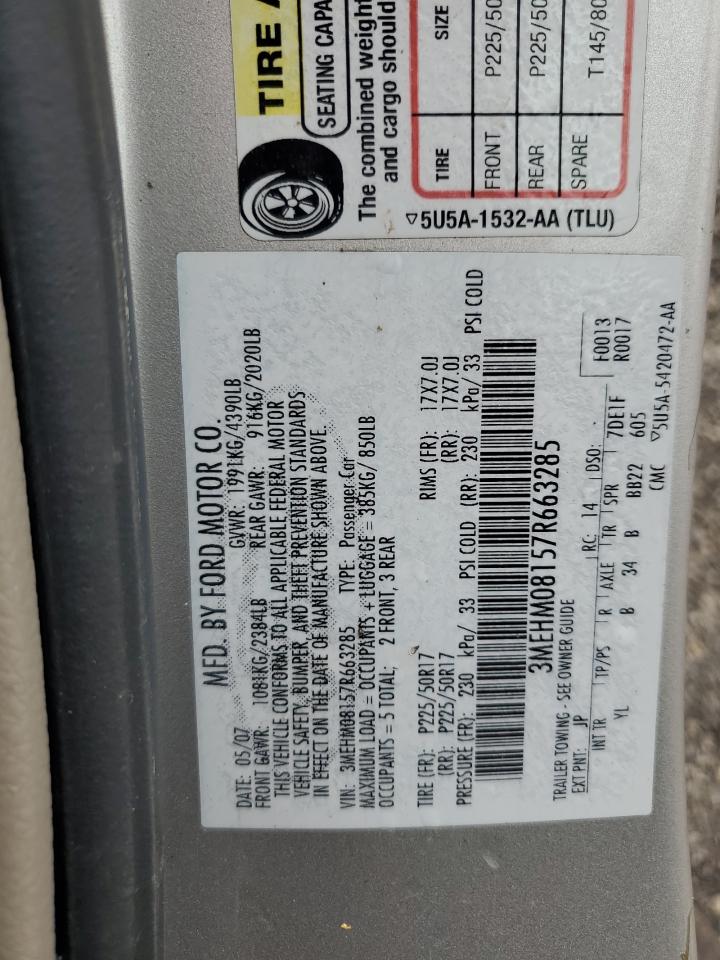 MFD. BY FORD MOTOR CO.
DATE: 05/07 GVWR: 1991KG/4390LB
FRONT GAWR: 1081KG/2384LB REAR GAWR: 916KG/2020LB
THIS VEHICLE CONFORMS TO ALL APPLICABLE FEDERAL MOTOR
VEHICLE SAFETY, BUMPER, AND THEFT PREVENTION STANDARDS
IN EFFECT ON THE DATE OF MANUFACTURE SHOWN ABOVE.
VIN: 3MEHM08157R663285 TYPE: Passenger Car
MAXIMUM LOAD = OCCUPANTS + LUGGAGE = 385KG/ 850LB
OCCUPANTS = 5 TOTAL; 2 FRONT, 3 REAR
TIRE (FR): P225/50R17 RIMS (FR): 17X7.0J
(RR): P225/50R17 (RR): 17X7.0J
PRESSURE (FR): 230 kPa/ 33 PSI COLD (RR): 230 kPa/ 33 PSI COLD
3MEHM08157R663285
TRAILER TOWING - SEE OWNER GUIDE
EXT PNT: JP RC: 14 DSO: F0013
INT TR TP/PS R AXLE TR SPR 7DE1F R0017
YL B 34 B BB22 605
CMC ▽5U5A-5420472-AA
TIRE A
SEATING CAPA
The combined weight
and cargo should
TIRE SIZE
FRONT P225/50
REAR P225/50
SPARE T145/80
▽5U5A-1532-AA (TLU)